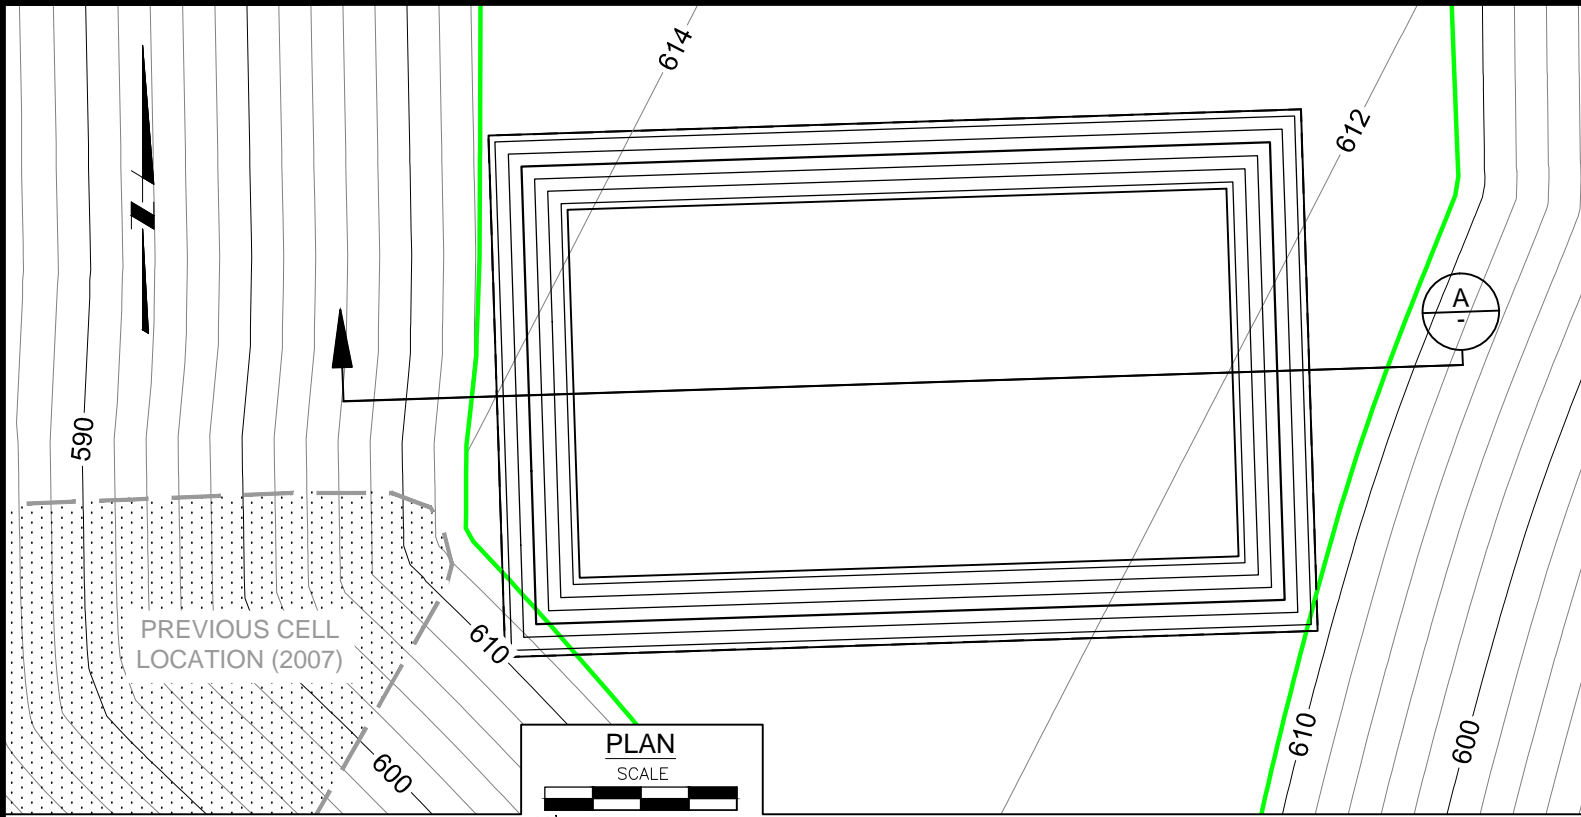 614
612
A
-
590
PREVIOUS CELL
LOCATION (2007)
610
600
PLAN
SCALE
610
600